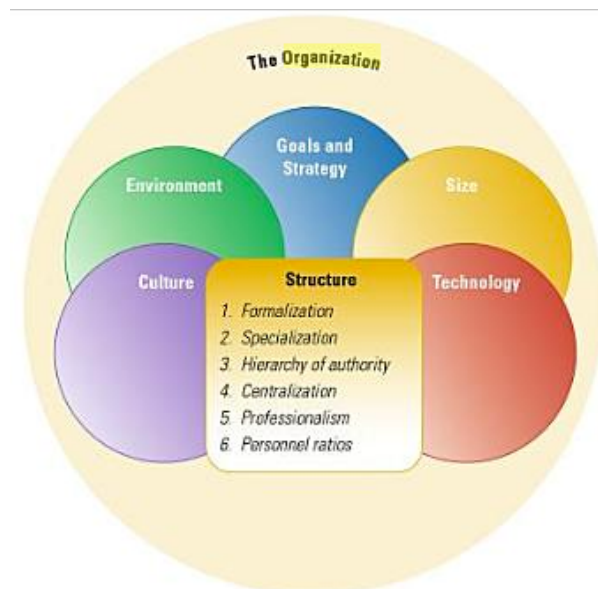 The Organization
Goals and
Strategy
Environment
Size
Culture
Technology
Structure
1. Formalization
2. Specialization
3. Hierarchy of authority
4. Centralization
5. Professionalism
6. Personnel ratios